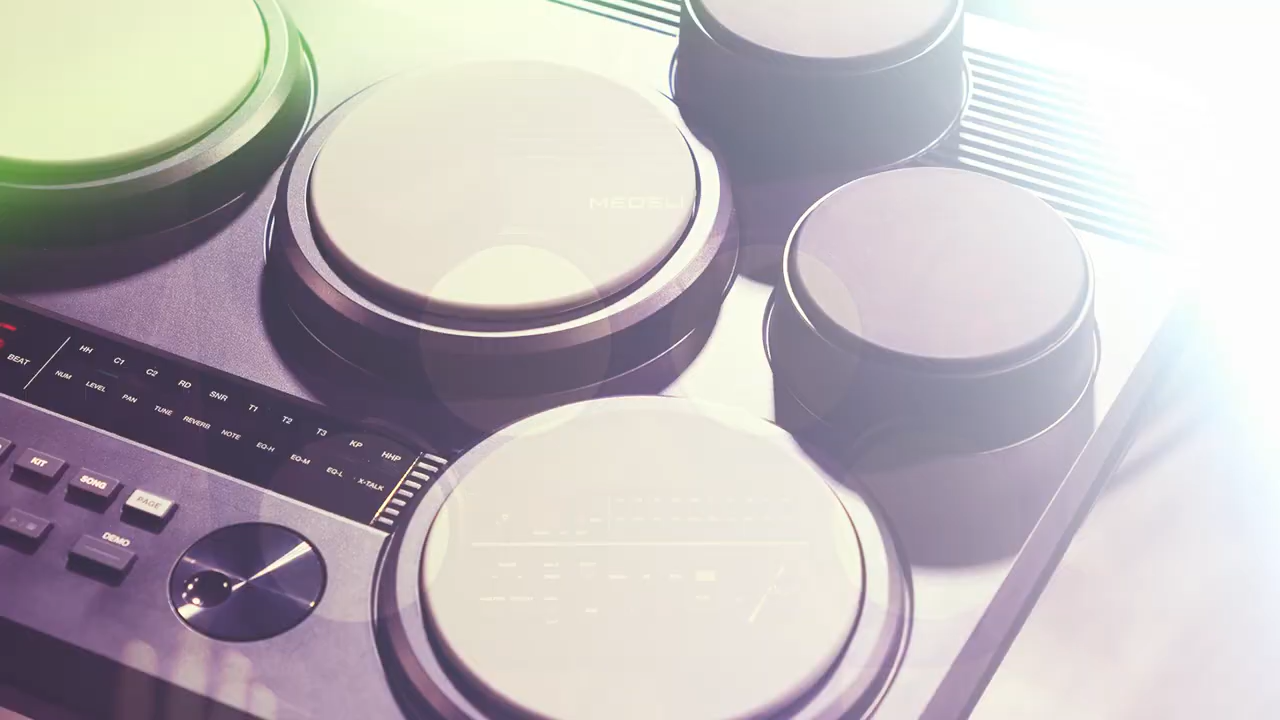 MEDELI
BEAT
HH C1 C2 RD SNR T1 T2 T3 KP HHP
NUM LEVEL PAN TUNE REVERB NOTE EQ-H EQ-M EQ-L X-TALK
KIT SONG PAGE
DEMO